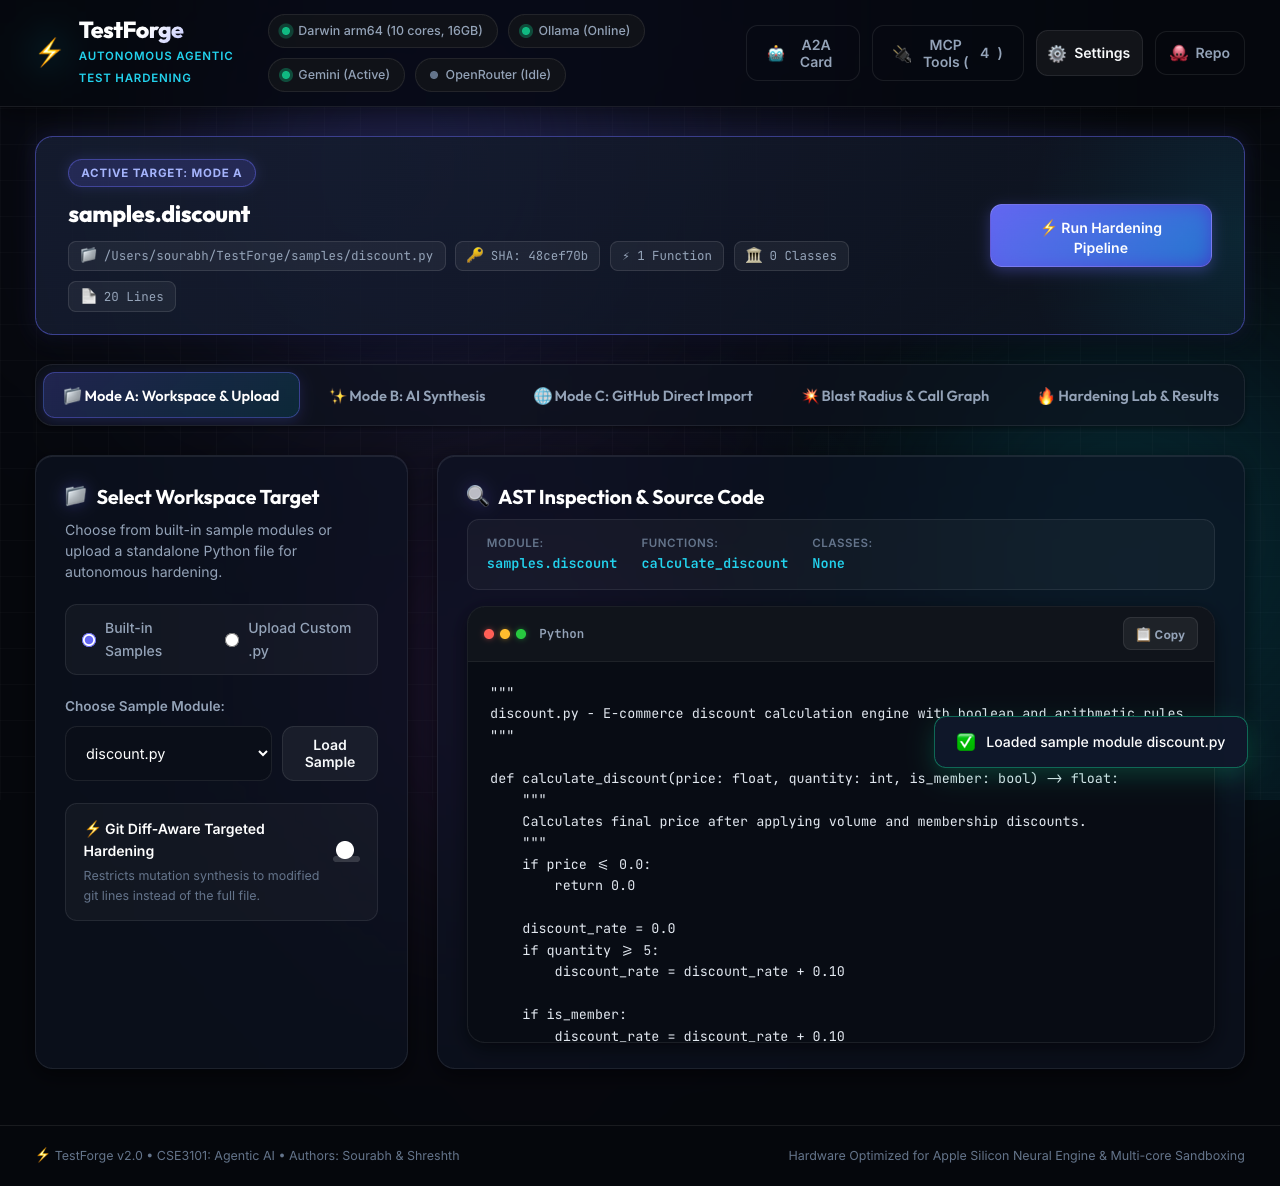 ⚡ TestForge
AUTONOMOUS AGENTIC
TEST HARDENING
Darwin arm64 (10 cores, 16GB)
Ollama (Online)
Gemini (Active)
OpenRouter (Idle)
🤖 A2A
Card
🔌 MCP
Tools ( 4 )
⚙️ Settings
🐙 Repo
ACTIVE TARGET: MODE A
samples.discount
📁 /Users/sourabh/TestForge/samples/discount.py
🔑 SHA: 48cef70b
⚡ 1 Function
🏛️ 0 Classes
📄 20 Lines
⚡ Run Hardening
Pipeline
📁 Mode A: Workspace & Upload
✨ Mode B: AI Synthesis
🌐 Mode C: GitHub Direct Import
💥 Blast Radius & Call Graph
🔥 Hardening Lab & Results
📁 Select Workspace Target
Choose from built-in sample modules or
upload a standalone Python file for
autonomous hardening.
Built-in
Samples
Upload Custom
.py
Choose Sample Module:
discount.py
Load
Sample
⚡ Git Diff-Aware Targeted
Hardening
Restricts mutation synthesis to modified
git lines instead of the full file.
🔍 AST Inspection & Source Code
MODULE:
samples.discount
FUNCTIONS:
calculate_discount
CLASSES:
None
Python
📋 Copy
"""
discount.py - E-commerce discount calculation engine with boolean and arithmetic rules
"""
✅ Loaded sample module discount.py
def calculate_discount(price: float, quantity: int, is_member: bool) -> float:
"""
Calculates final price after applying volume and membership discounts.
"""
if price <= 0.0:
return 0.0
discount_rate = 0.0
if quantity >= 5:
discount_rate = discount_rate + 0.10
if is_member:
discount_rate = discount_rate + 0.10
⚡ TestForge v2.0 • CSE3101: Agentic AI • Authors: Sourabh & Shreshth
Hardware Optimized for Apple Silicon Neural Engine & Multi-core Sandboxing